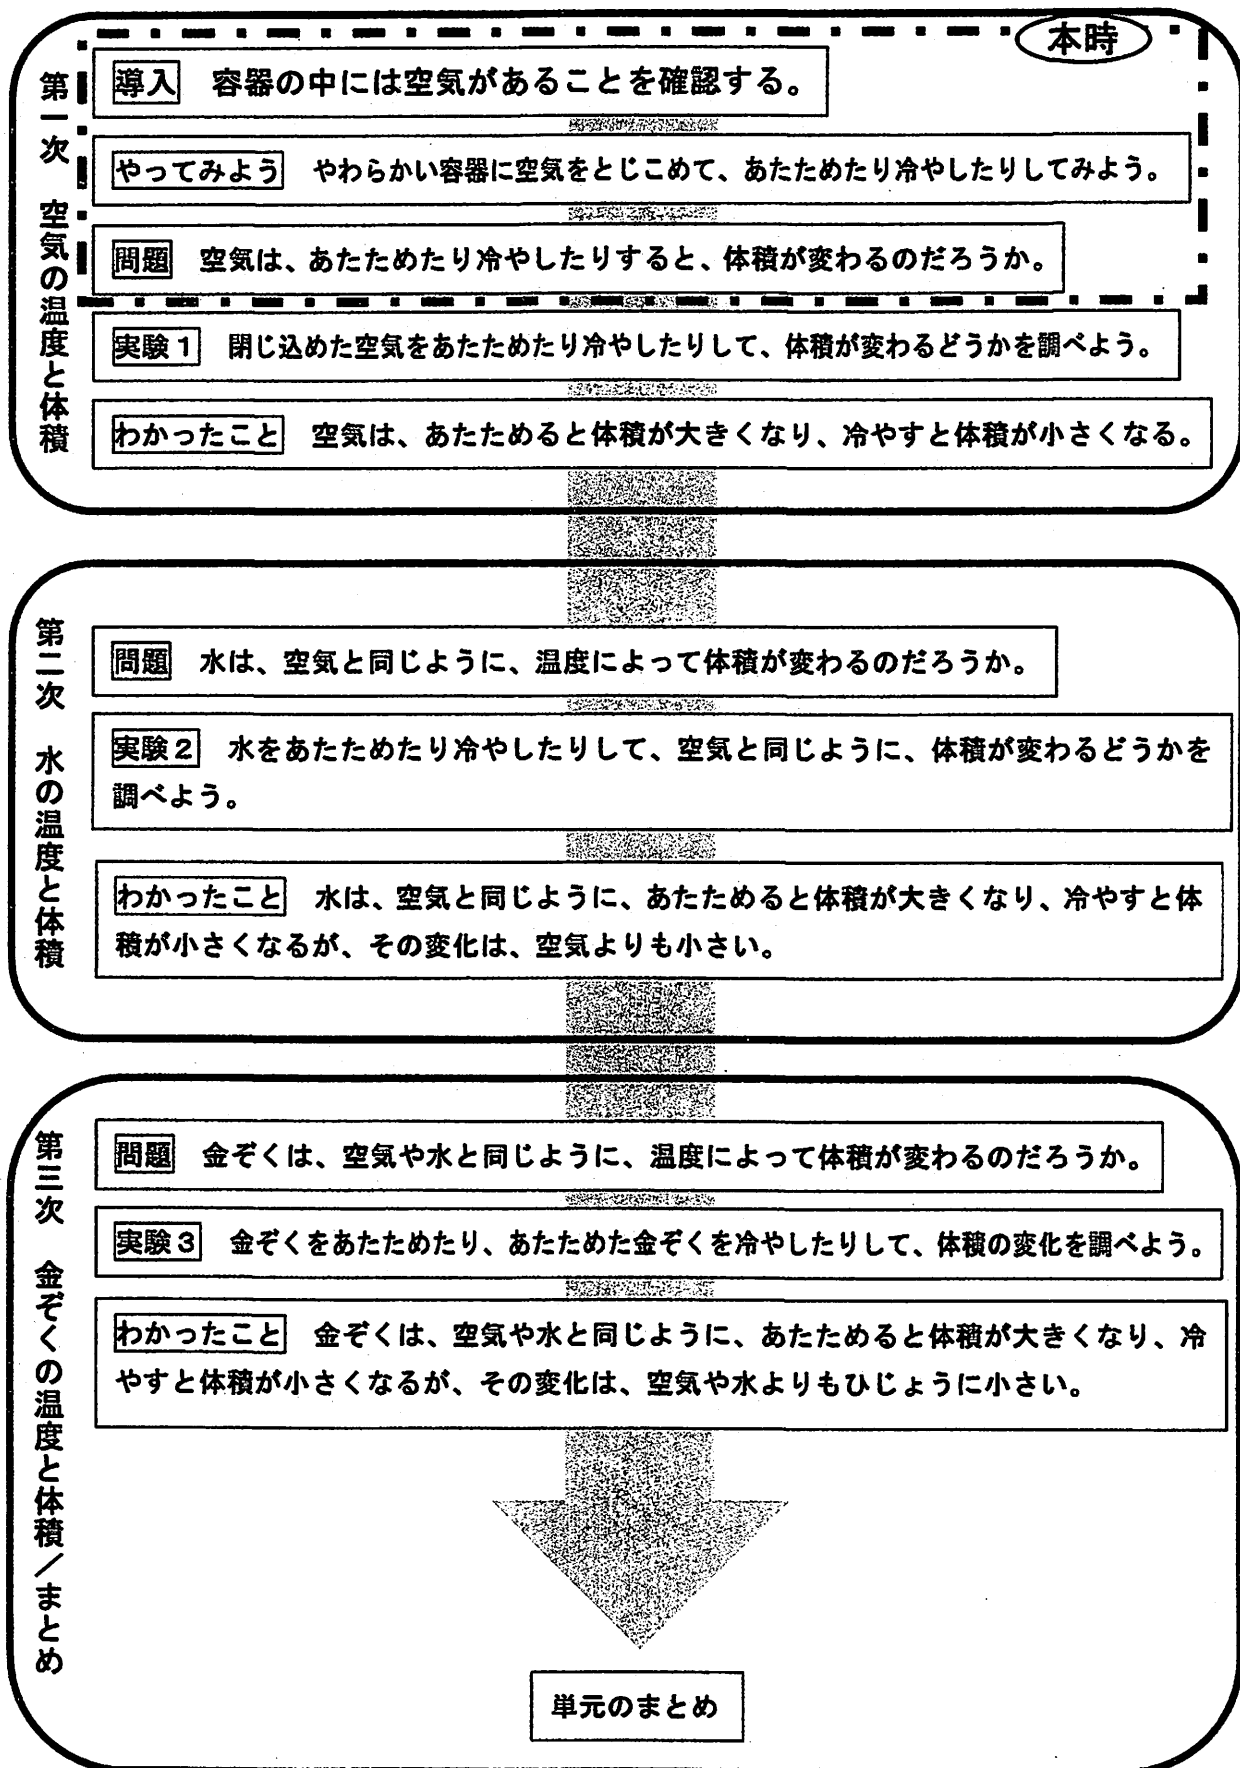 本時
第一次 空気の温度と体積
導入 容器の中には空気があることを確認する。
やってみよう やわらかい容器に空気をとじこめて、あたためたり冷やしたりしてみよう。
問題 空気は、あたためたり冷やしたりすると、体積が変わるのだろうか。
実験1 閉じ込めた空気をあたためたり冷やしたりして、体積が変わるどうかを調べよう。
わかったこと 空気は、あたためると体積が大きくなり、冷やすと体積が小さくなる。
第二次 水の温度と体積
問題 水は、空気と同じように、温度によって体積が変わるのだろうか。
実験2 水をあたためたり冷やしたりして、空気と同じように、体積が変わるどうかを
調べよう。
わかったこと 水は、空気と同じように、あたためると体積が大きくなり、冷やすと体
積が小さくなるが、その変化は、空気よりも小さい。
第三次 金ぞくの温度と体積/まとめ
問題 金ぞくは、空気や水と同じように、温度によって体積が変わるのだろうか。
実験3 金ぞくをあたためたり、あたためた金ぞくを冷やしたりして、体積の変化を調べよう。
わかったこと 金ぞくは、空気や水と同じように、あたためると体積が大きくなり、冷
やすと体積が小さくなるが、その変化は、空気や水よりもひじょうに小さい。
単元のまとめ